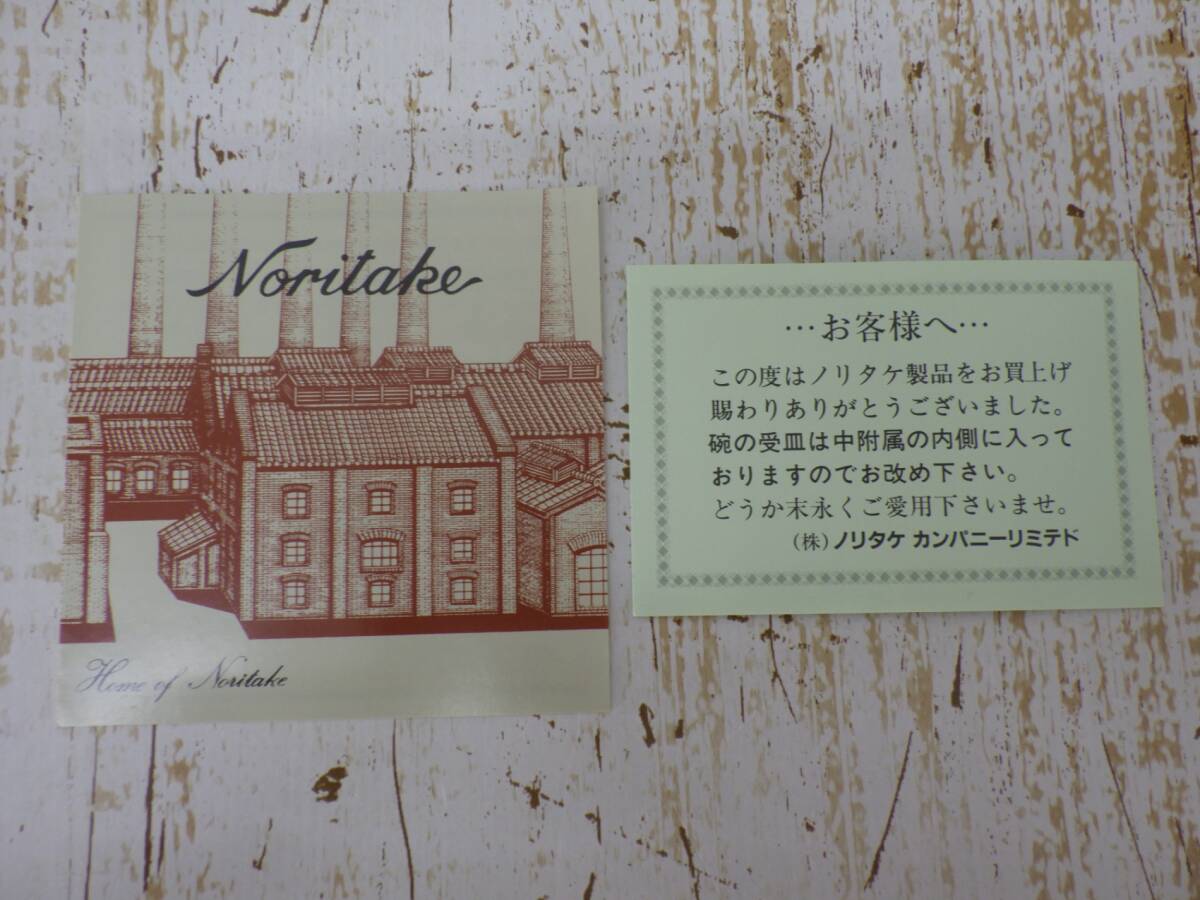 Noritake
Home of Noritake
…お客様へ…
この度はノリタケ製品をお買上げ
賜わりありがとうございました。
碗の受皿は中附属の内側に入って
おりますのでお改め下さい。
どうか末永くご愛用下さいませ。
(株)ノリタケ カンパニーリミテド